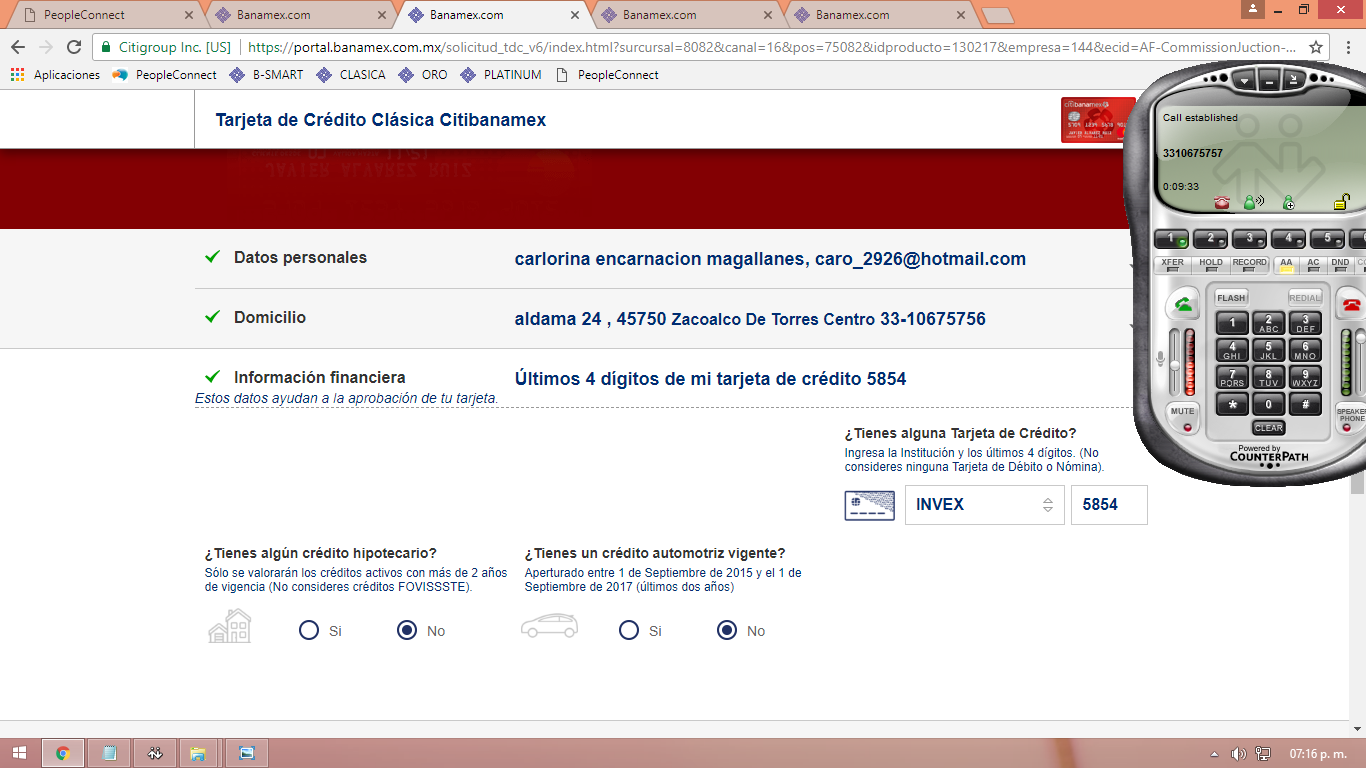 PeopleConnect
Banamex.com
Banamex.com
Banamex.com
Banamex.com
Citigroup Inc. [US]
https://portal.banamex.com.mx/solicitud_tdc_v6/index.html?surcursal=8082&canal=16&pos=75082&idproducto=130217&empresa=144&ecid=AF-CommissionJuction-...
Aplicaciones
PeopleConnect
B-SMART
CLASICA
ORO
PLATINUM
PeopleConnect
Tarjeta de Crédito Clásica Citibanamex
citibanamex
JAVIER ALVAREZ RUIZ
Datos personales
carlorina encarnacion magallanes, caro_2926@hotmail.com
Domicilio
aldama 24 , 45750 Zacoalco De Torres Centro 33-10675756
Información financiera
Últimos 4 dígitos de mi tarjeta de crédito 5854
Estos datos ayudan a la aprobación de tu tarjeta.
¿Tienes alguna Tarjeta de Crédito?
Ingresa la Institución y los últimos 4 dígitos. (No
consideres ninguna Tarjeta de Débito o Nómina).
INVEX
5854
¿Tienes algún crédito hipotecario?
Sólo se valorarán los créditos activos con más de 2 años
de vigencia (No consideres créditos FOVISSSTE).
Si
No
¿Tienes un crédito automotriz vigente?
Aperturado entre 1 de Septiembre de 2015 y el 1 de
Septiembre de 2017 (últimos dos años)
Si
No
Call established
3310675757
0:09:33
1 2 3 4 5
XFER HOLD RECORD AA AC DND
FLASH
REDIAL
1
2 ABC
3 DEF
4 GHI
5 JKL
6 MNO
7 PQRS
8 TUV
9 WXYZ
* 0 #
MUTE
CLEAR
SPEAKER
PHONE
Powered by
COUNTERPATH
07:16 p. m.